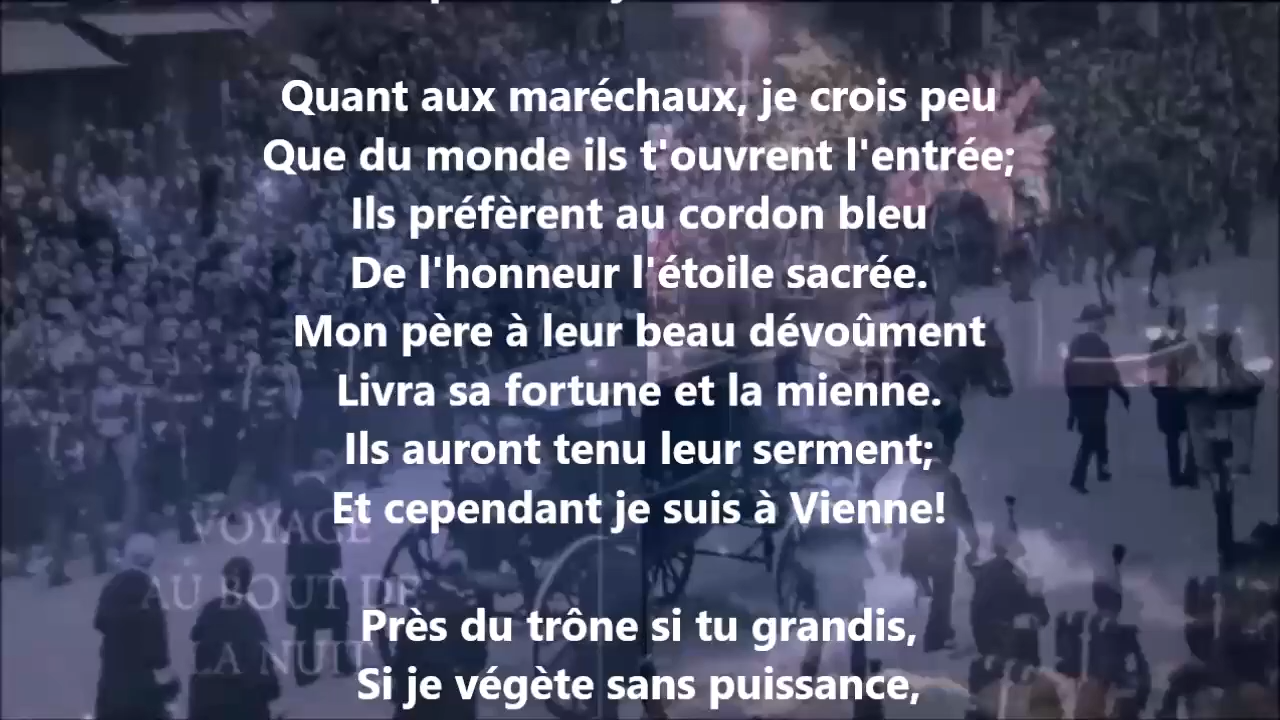 Quant aux maréchaux, je crois peu
Que du monde ils t'ouvrent l'entrée;
Ils préfèrent au cordon bleu
De l'honneur l'étoile sacrée.
Mon père à leur beau dévoûment
Livra sa fortune et la mienne.
Ils auront tenu leur serment;
Et cependant je suis à Vienne!
Près du trône si tu grandis,
Si je végète sans puissance,
VOYAGE
AU BOUT DE
LA NUIT